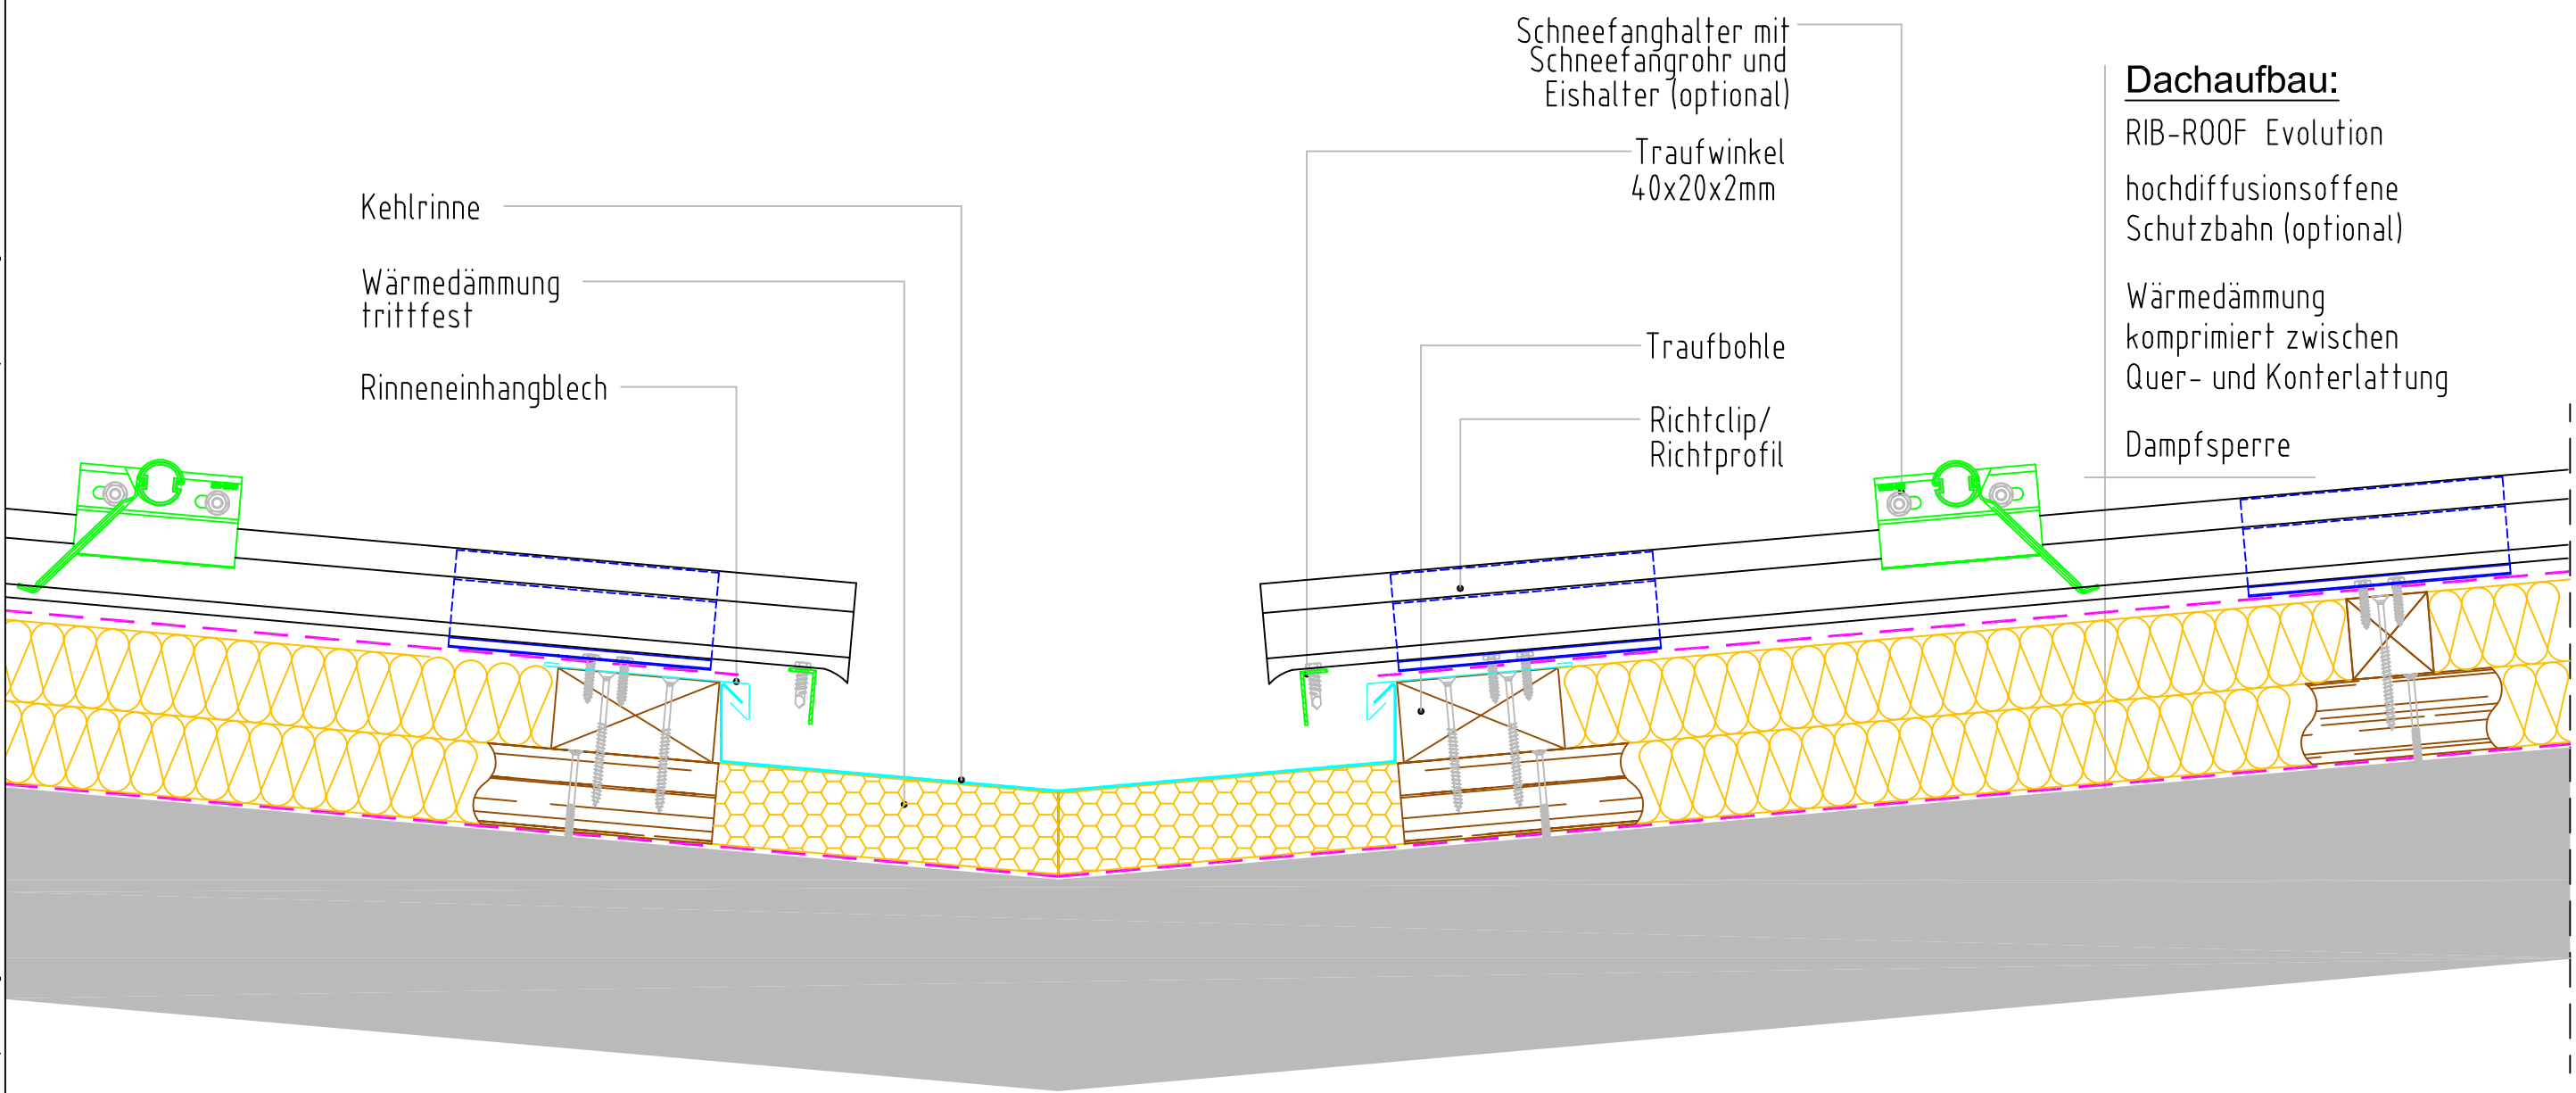 Kehlrinne
Wärmedämmung
trittfest
Rinneneinhangblech
Schneefanghalter mit
Schneefangrohr und
Eishalter (optional)
Traufwinkel
40x20x2mm
Traufbohle
Richtclip/
Richtprofil
Dachaufbau:
RIB-ROOF Evolution
hochdiffusionsoffene
Schutzbahn (optional)
Wärmedämmung
komprimiert zwischen
Quer- und Konterlattung
Dampfsperre